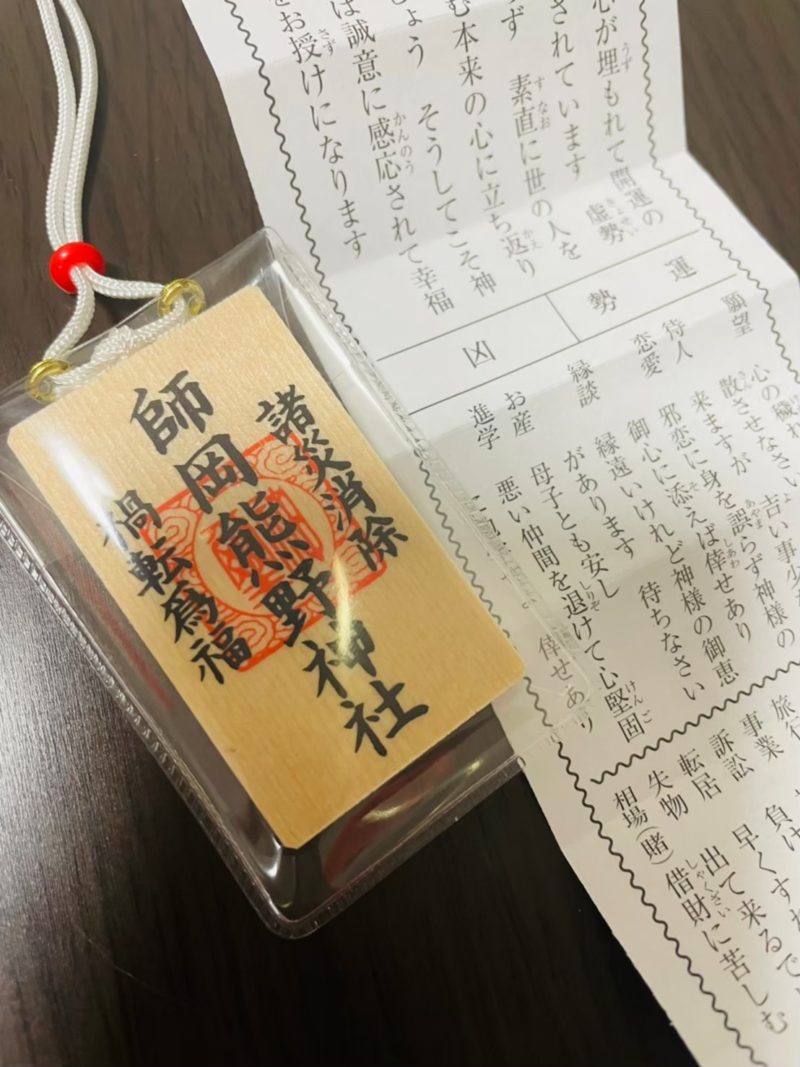 諸災消除
師岡熊野神社
禍転為福
心が埋もれて開運の
されています 虚勢
ず 素直に世の人を
む本来の心に立ち返り
しょう そうしてこそ神
は誠意に感応されて幸福
をお授けになります
運勢
凶
願望
心の穢れ
散させなさい 吉い事少
待人
来ますが
恋愛
邪恋に身を誤らず神様の
御心に添えば倖せあり
縁談
縁遠いけれど神様の御恵
があります 待ちなさい
お産
母子とも安し
進学
悪い仲間を退けて心堅固
倖せあり
旅行
事業
訴訟
負け
転居
早くすれ
失物
出て来るで
相場(賭)
借財に苦しむ